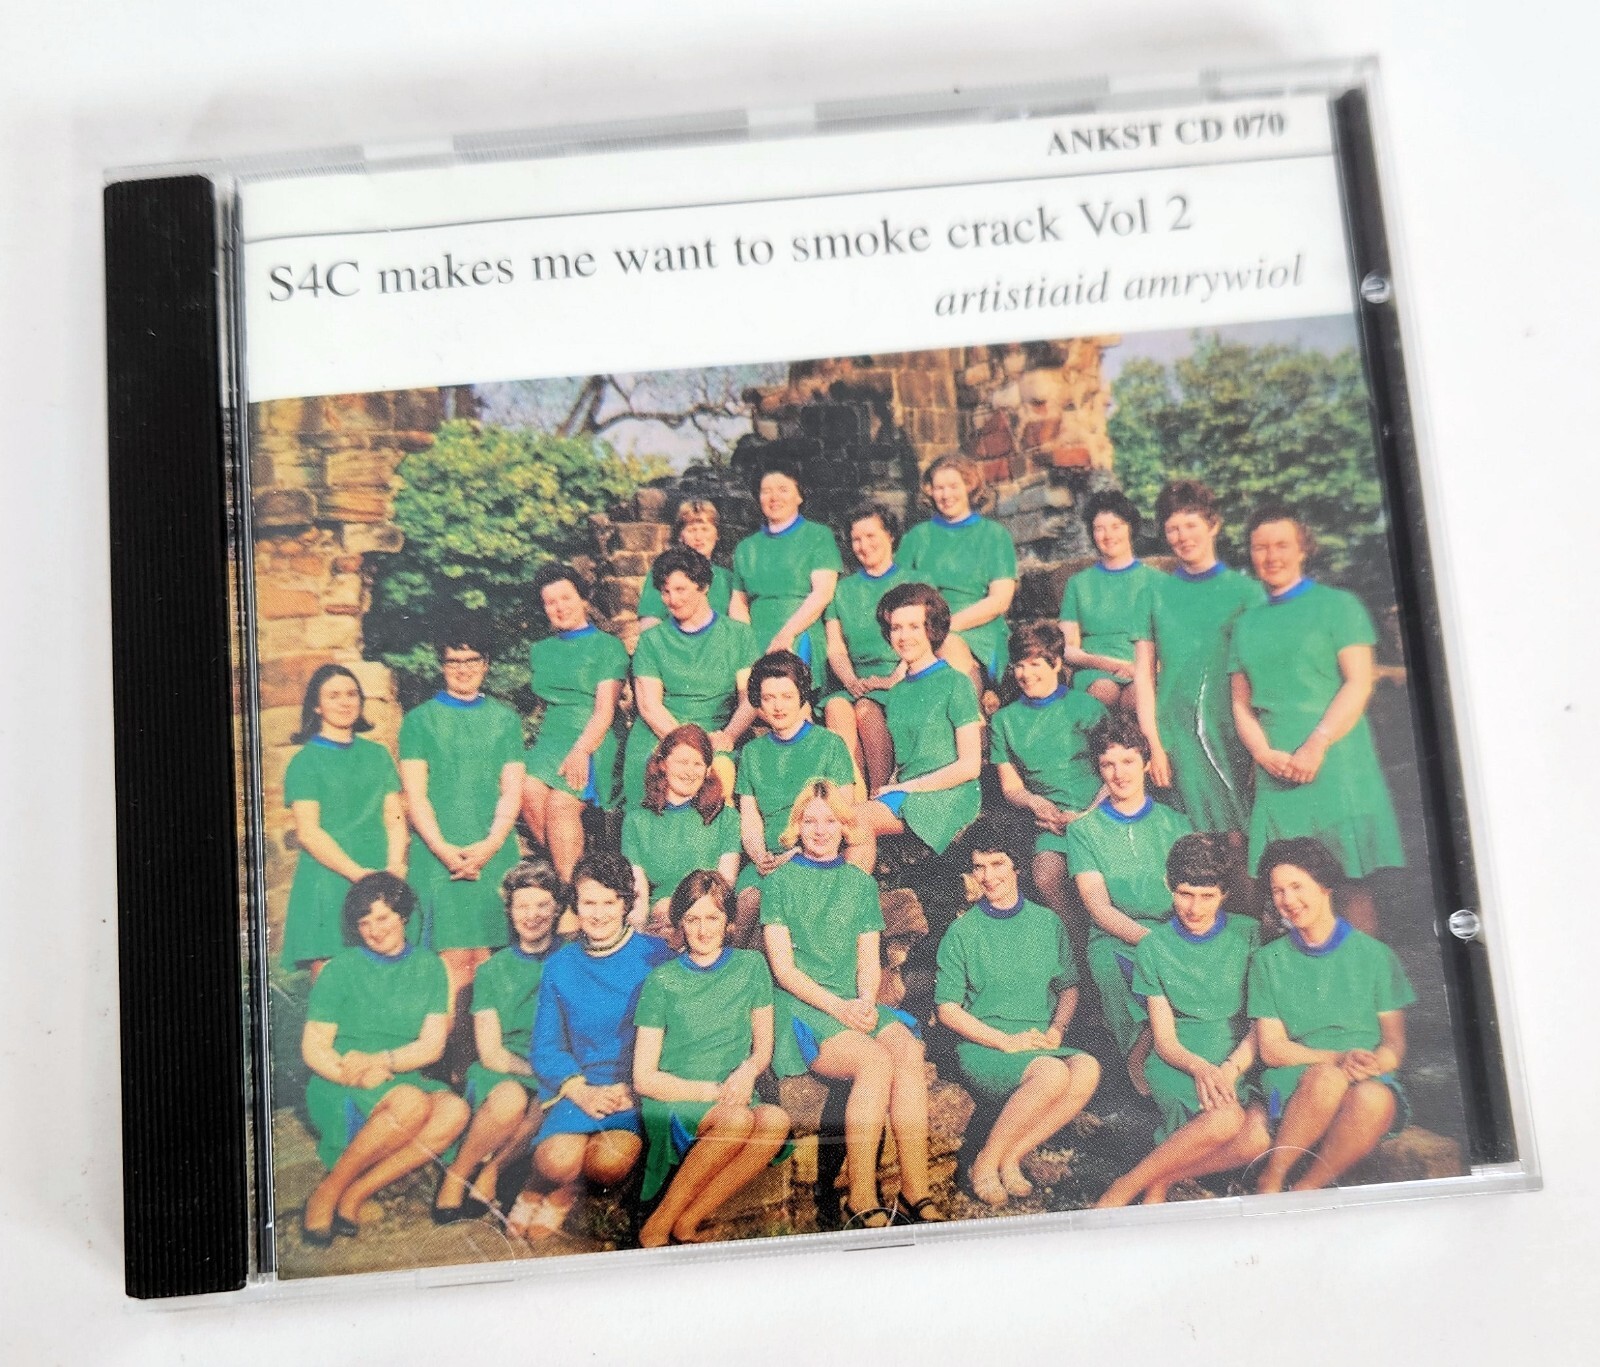 ANKST CD 070
S4C makes me want to smoke crack Vol 2
artistiaid amrywiol